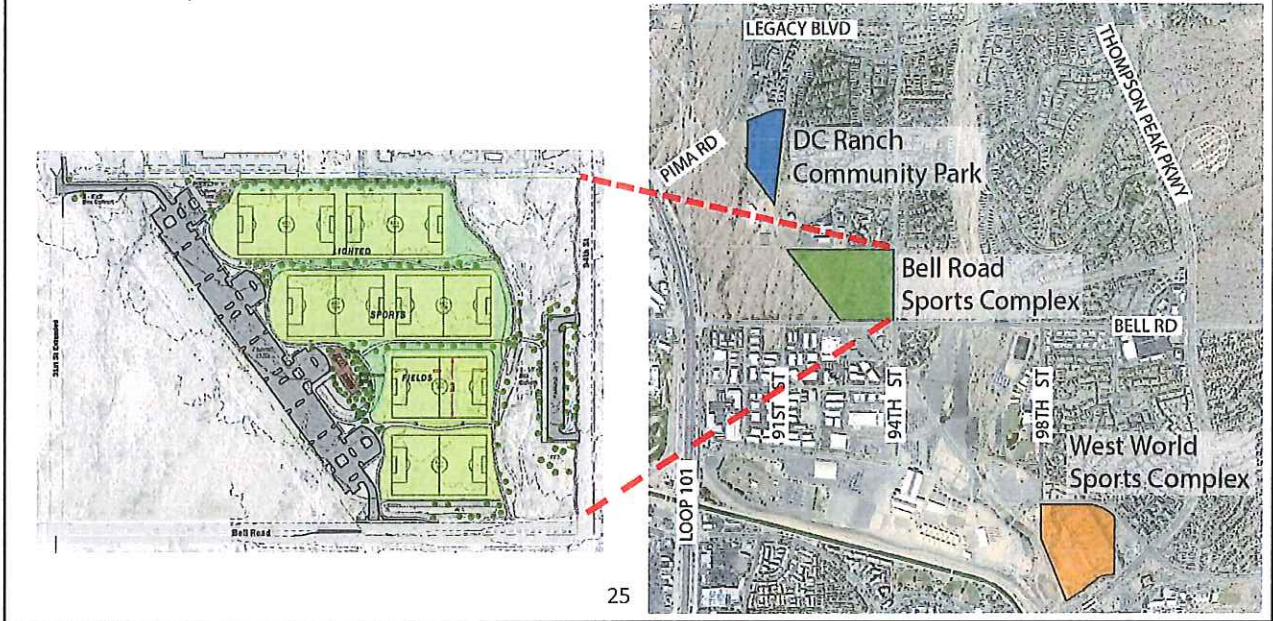 LEGACY BLVD
THOMPSON PEAK PKWY
PIMA RD
DC Ranch
Community Park
Bell Road
Sports Complex
BELL RD
91ST ST
94TH ST
98TH ST
West World
Sports Complex
LOOP 101
LIGHTED
SPORTS
FIELDS
Bell Road
25